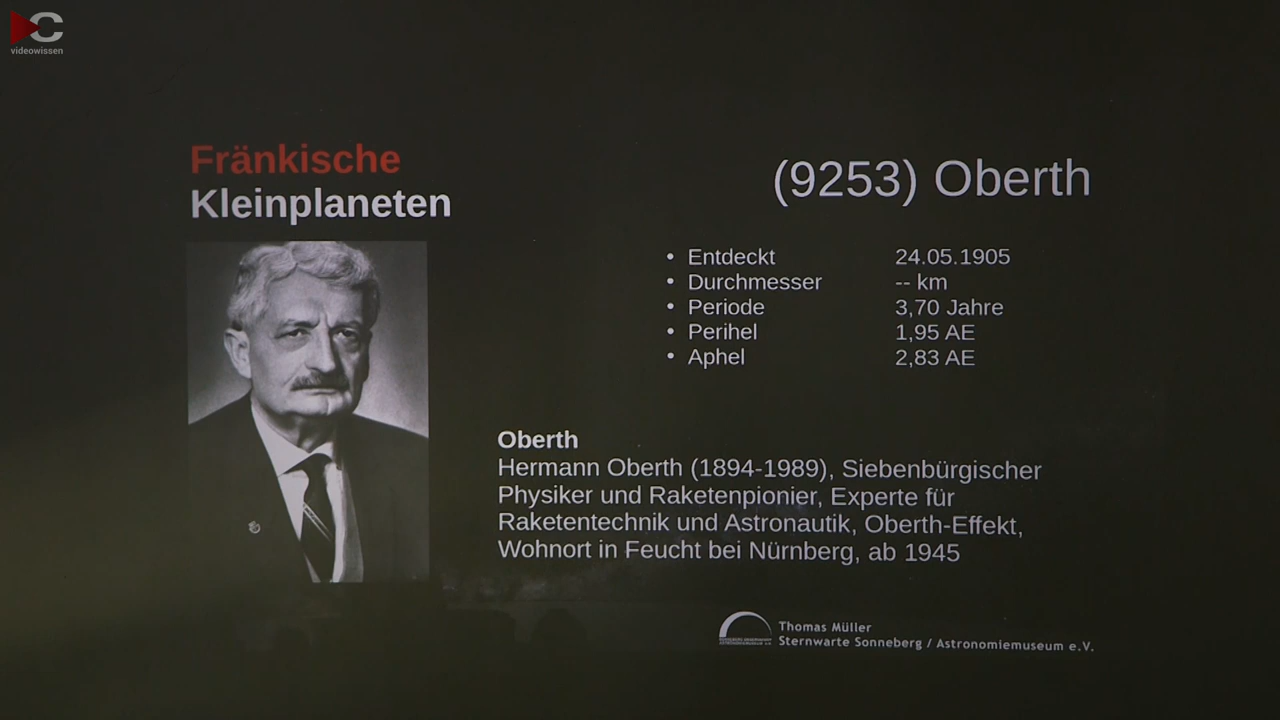 C
videowissen
Fränkische
Kleinplaneten
(9253) Oberth
• Entdeckt 24.05.1905
• Durchmesser -- km
• Periode 3,70 Jahre
• Perihel 1,95 AE
• Aphel 2,83 AE
Oberth
Hermann Oberth (1894-1989), Siebenbürgischer
Physiker und Raketenpionier, Experte für
Raketentechnik und Astronautik, Oberth-Effekt,
Wohnort in Feucht bei Nürnberg, ab 1945
Thomas Müller
Sternwarte Sonneberg / Astronomiemuseum e.V.